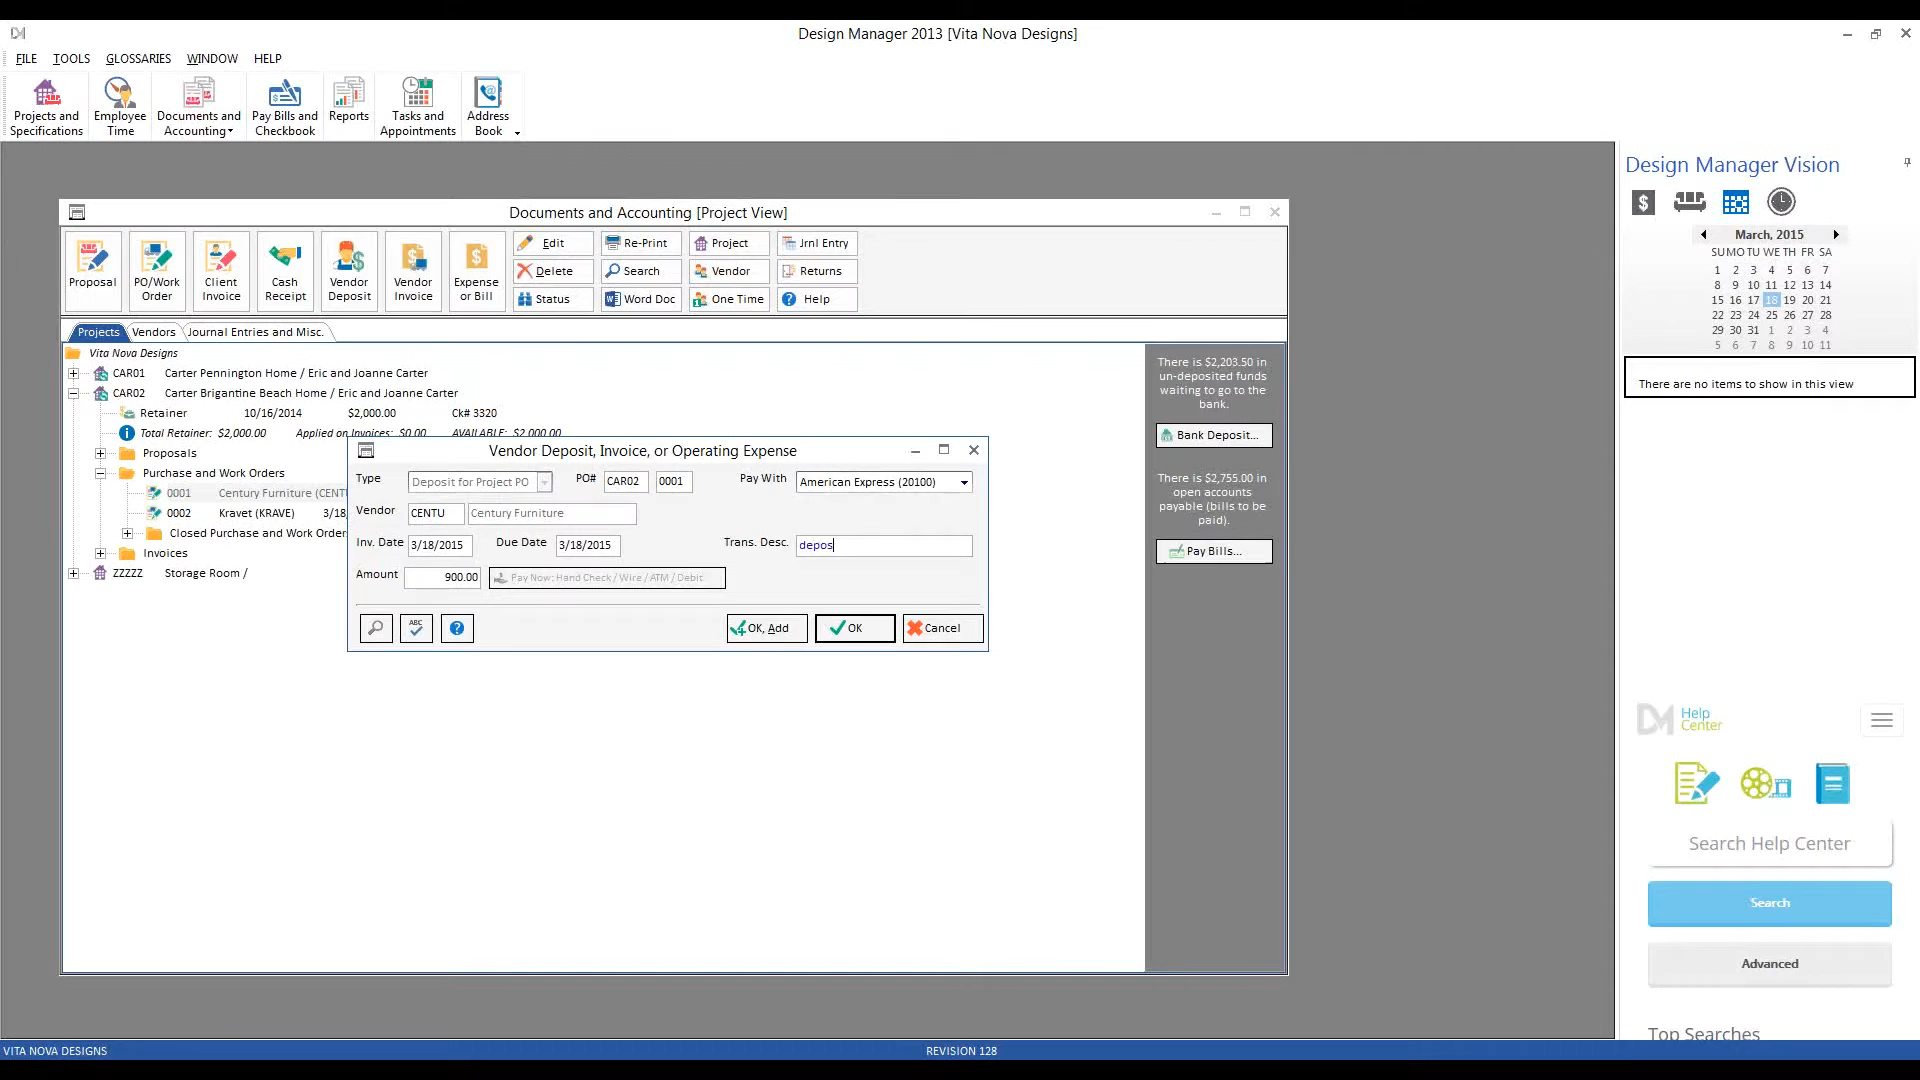 Design Manager 2013 [Vita Nova Designs]
FILE TOOLS GLOSSARIES WINDOW HELP
Projects and Specifications
Employee Time
Documents and Accounting
Pay Bills and Checkbook
Reports
Tasks and Appointments
Address Book
Documents and Accounting [Project View]
Proposal
PO/Work Order
Client Invoice
Cash Receipt
Vendor Deposit
Vendor Invoice
Expense or Bill
Edit Re-Print Project Jrnl Entry
Delete Search Vendor Returns
Status Word Doc One Time Help
Projects Vendors Journal Entries and Misc.
Vita Nova Designs
CAR01 Carter Pennington Home / Eric and Joanne Carter
CAR02 Carter Brigantine Beach Home / Eric and Joanne Carter
Retainer 10/16/2014 $2,000.00 Ck# 3320
Total Retainer: $2,000.00 Applied on Invoices: $0.00 AVAILABLE: $2,000.00
Proposals
Purchase and Work Orders
0001 Century Furniture (CENT
0002 Kravet (KRAVE) 3/18/
Closed Purchase and Work Order
Invoices
ZZZZZ Storage Room /
Vendor Deposit, Invoice, or Operating Expense
Type Deposit for Project PO PO# CAR02 0001 Pay With American Express (20100)
Vendor CENTU Century Furniture
Inv. Date 3/18/2015 Due Date 3/18/2015 Trans. Desc. depos
Amount 900.00 Pay Now: Hand Check / Wire / ATM / Debit
ABC OK, Add OK Cancel
There is $2,203.50 in
un-deposited funds
waiting to go to the
bank.
Bank Deposit...
There is $2,755.00 in
open accounts
payable (bills to be
paid).
Pay Bills...
Design Manager Vision
March, 2015
SU MO TU WE TH FR SA
1 2 3 4 5 6 7
8 9 10 11 12 13 14
15 16 17 18 19 20 21
22 23 24 25 26 27 28
29 30 31 1 2 3 4
5 6 7 8 9 10 11
There are no items to show in this view
DM Help
Center
Search Help Center
Search
Advanced
Top Searches
VITA NOVA DESIGNS REVISION 128